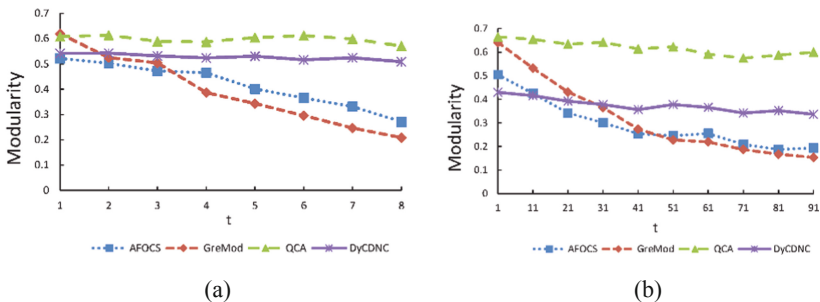 0.7
0.6
0.5
0.4
0.3
0.2
0.1
0
Modularity
1 2 3 4 5 6 7 8
t
AFOCS GreMod QCA DyCDNC
(a)
0.7
0.6
0.5
0.4
0.3
0.2
0.1
0
Modularity
1 11 21 31 41 51 61 71 81 91
t
AFOCS GreMod QCA DyCDNC
(b)